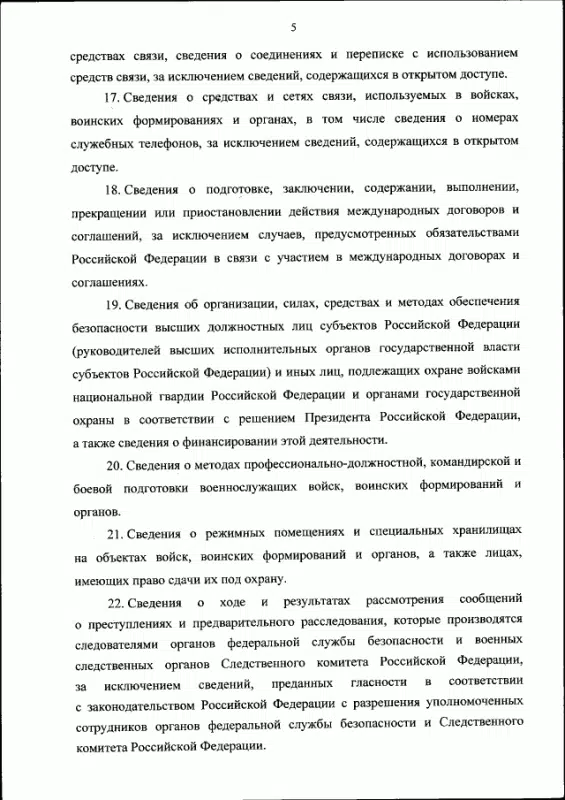 5
средствах связи, сведения о соединениях и переписке с использованием
средств связи, за исключением сведений, содержащихся в открытом доступе.
17. Сведения о средствах и сетях связи, используемых в войсках,
воинских формированиях и органах, в том числе сведения о номерах
служебных телефонов, за исключением сведений, содержащихся в открытом
доступе.
18. Сведения о подготовке, заключении, содержании, выполнении,
прекращении или приостановлении действия международных договоров и
соглашений, за исключением случаев, предусмотренных обязательствами
Российской Федерации в связи с участием в международных договорах и
соглашениях.
19. Сведения об организации, силах, средствах и методах обеспечения
безопасности высших должностных лиц субъектов Российской Федерации
(руководителей высших исполнительных органов государственной власти
субъектов Российской Федерации) и иных лиц, подлежащих охране войсками
национальной гвардии Российской Федерации и органами государственной
охраны в соответствии с решением Президента Российской Федерации,
а также сведения о финансировании этой деятельности.
20. Сведения о методах профессионально-должностной, командирской и
боевой подготовки военнослужащих войск, воинских формирований и
органов.
21. Сведения о режимных помещениях и специальных хранилищах
на объектах войск, воинских формирований и органов, а также лицах,
имеющих право сдачи их под охрану.
22. Сведения о ходе и результатах рассмотрения сообщений
о преступлениях и предварительного расследования, которые производятся
следователями органов федеральной службы безопасности и военных
следственных органов Следственного комитета Российской Федерации,
за исключением сведений, преданных гласности в соответствии
с законодательством Российской Федерации с разрешения уполномоченных
сотрудников органов федеральной службы безопасности и Следственного
комитета Российской Федерации.